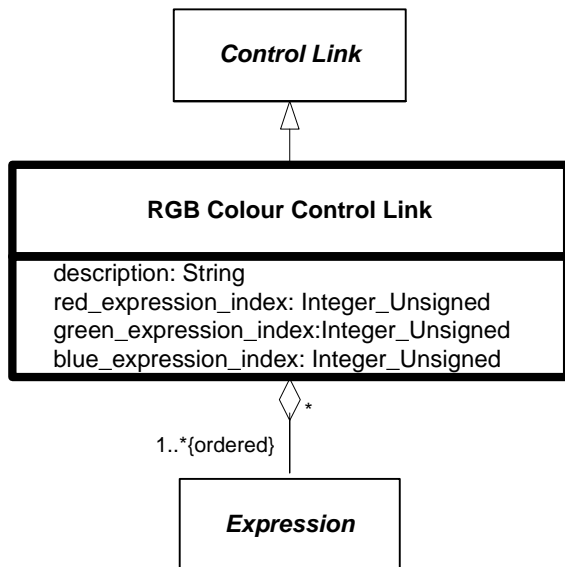 Control Link
RGB Colour Control Link
description: String
red_expression_index: Integer_Unsigned
green_expression_index:Integer_Unsigned
blue_expression_index: Integer_Unsigned
*
1..*{ordered}
Expression